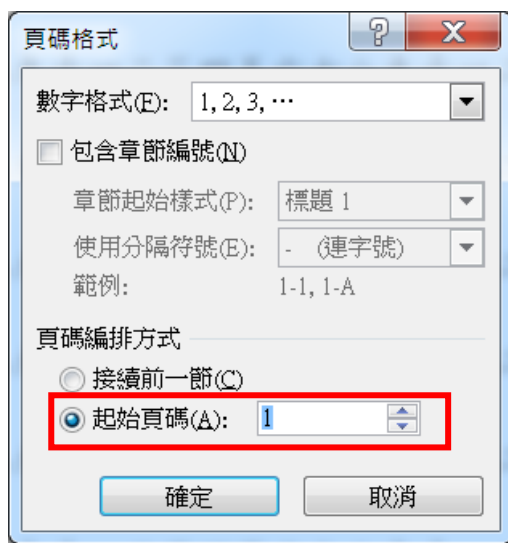 頁碼格式
數字格式(F): 1, 2, 3, …
包含章節編號(N)
章節起始樣式(P): 標題 1
使用分隔符號(E): - (連字號)
範例: 1-1, 1-A
頁碼編排方式
接續前一節(C)
起始頁碼(A): 1
確定 取消